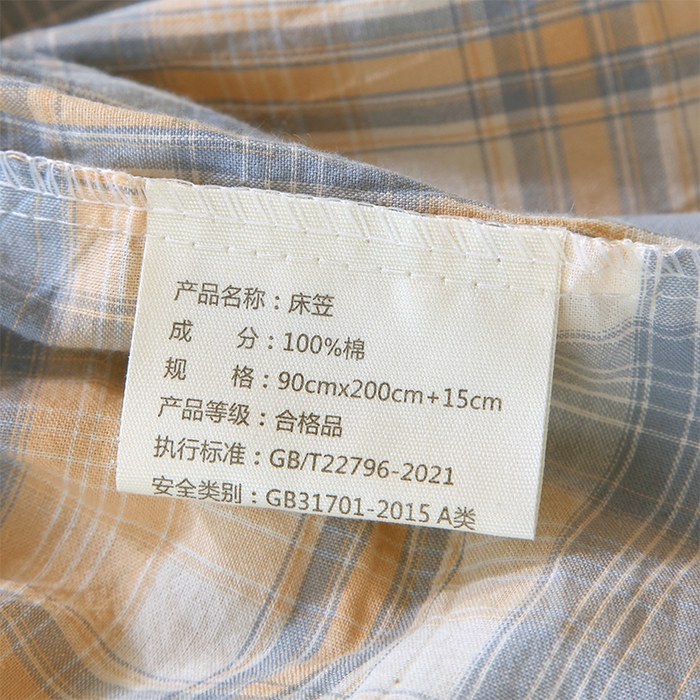 产品名称：床笠
成 分：100%棉
规 格：90cmx200cm+15cm
产品等级：合格品
执行标准：GB/T22796-2021
安全类别：GB31701-2015 A类